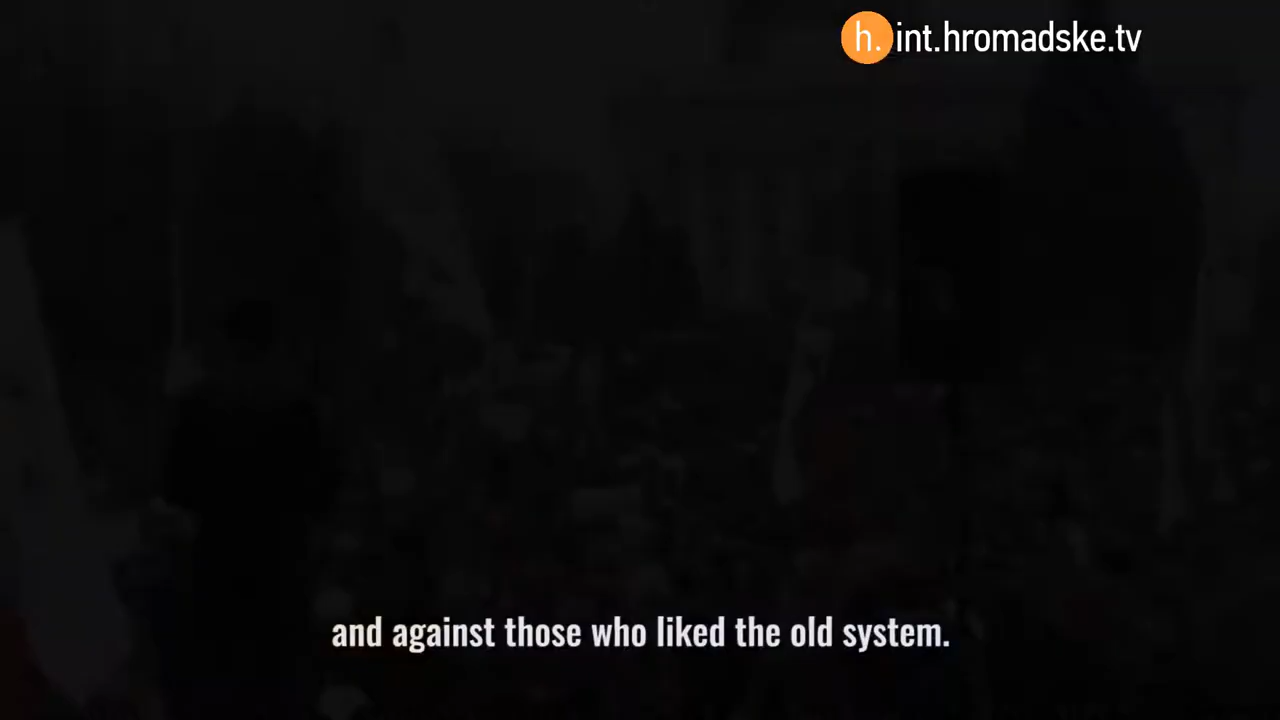 h. int.hromadske.tv
and against those who liked the old system.